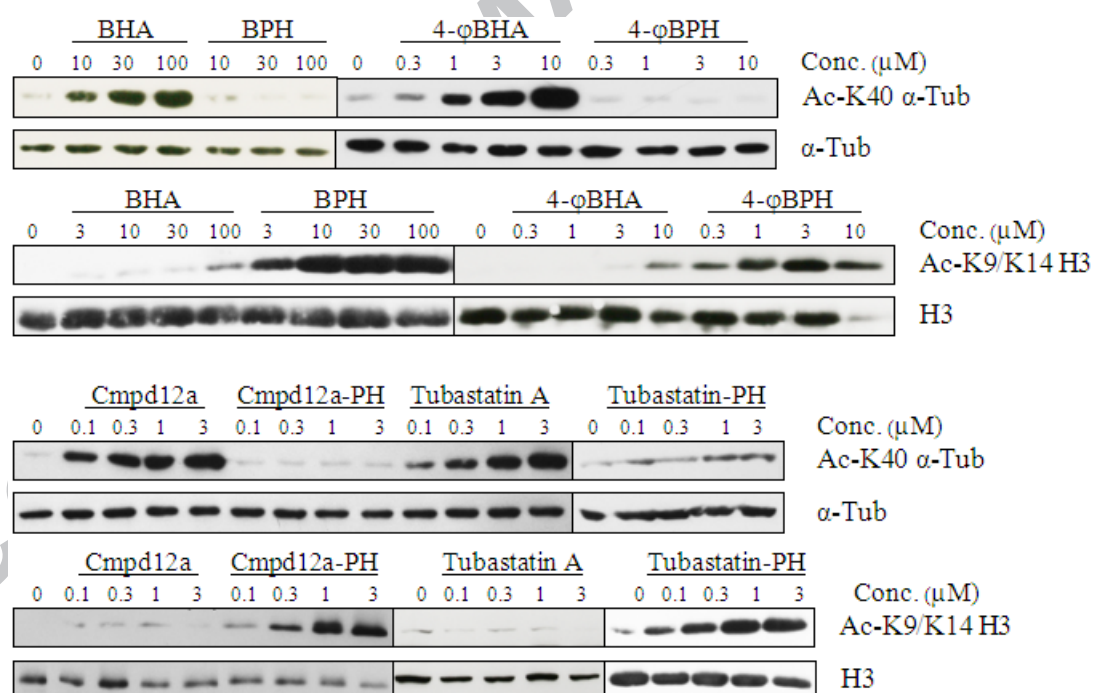 BHA BPH 4-φBHA 4-φBPH
0 10 30 100 10 30 100 0 0.3 1 3 10 0.3 1 3 10 Conc. (μM)
Ac-K40 α-Tub
α-Tub
BHA BPH 4-φBHA 4-φBPH
0 3 10 30 100 3 10 30 100 0 0.3 1 3 10 0.3 1 3 10 Conc. (μM)
Ac-K9/K14 H3
H3
Cmpd12a Cmpd12a-PH Tubastatin A Tubastatin-PH
0 0.1 0.3 1 3 0.1 0.3 1 3 0.1 0.3 1 3 0 0.1 0.3 1 3 Conc. (μM)
Ac-K40 α-Tub
α-Tub
Cmpd12a Cmpd12a-PH Tubastatin A Tubastatin-PH
0 0.1 0.3 1 3 0.1 0.3 1 3 0 0.1 0.3 1 3 0 0.1 0.3 1 3 Conc. (μM)
Ac-K9/K14 H3
H3